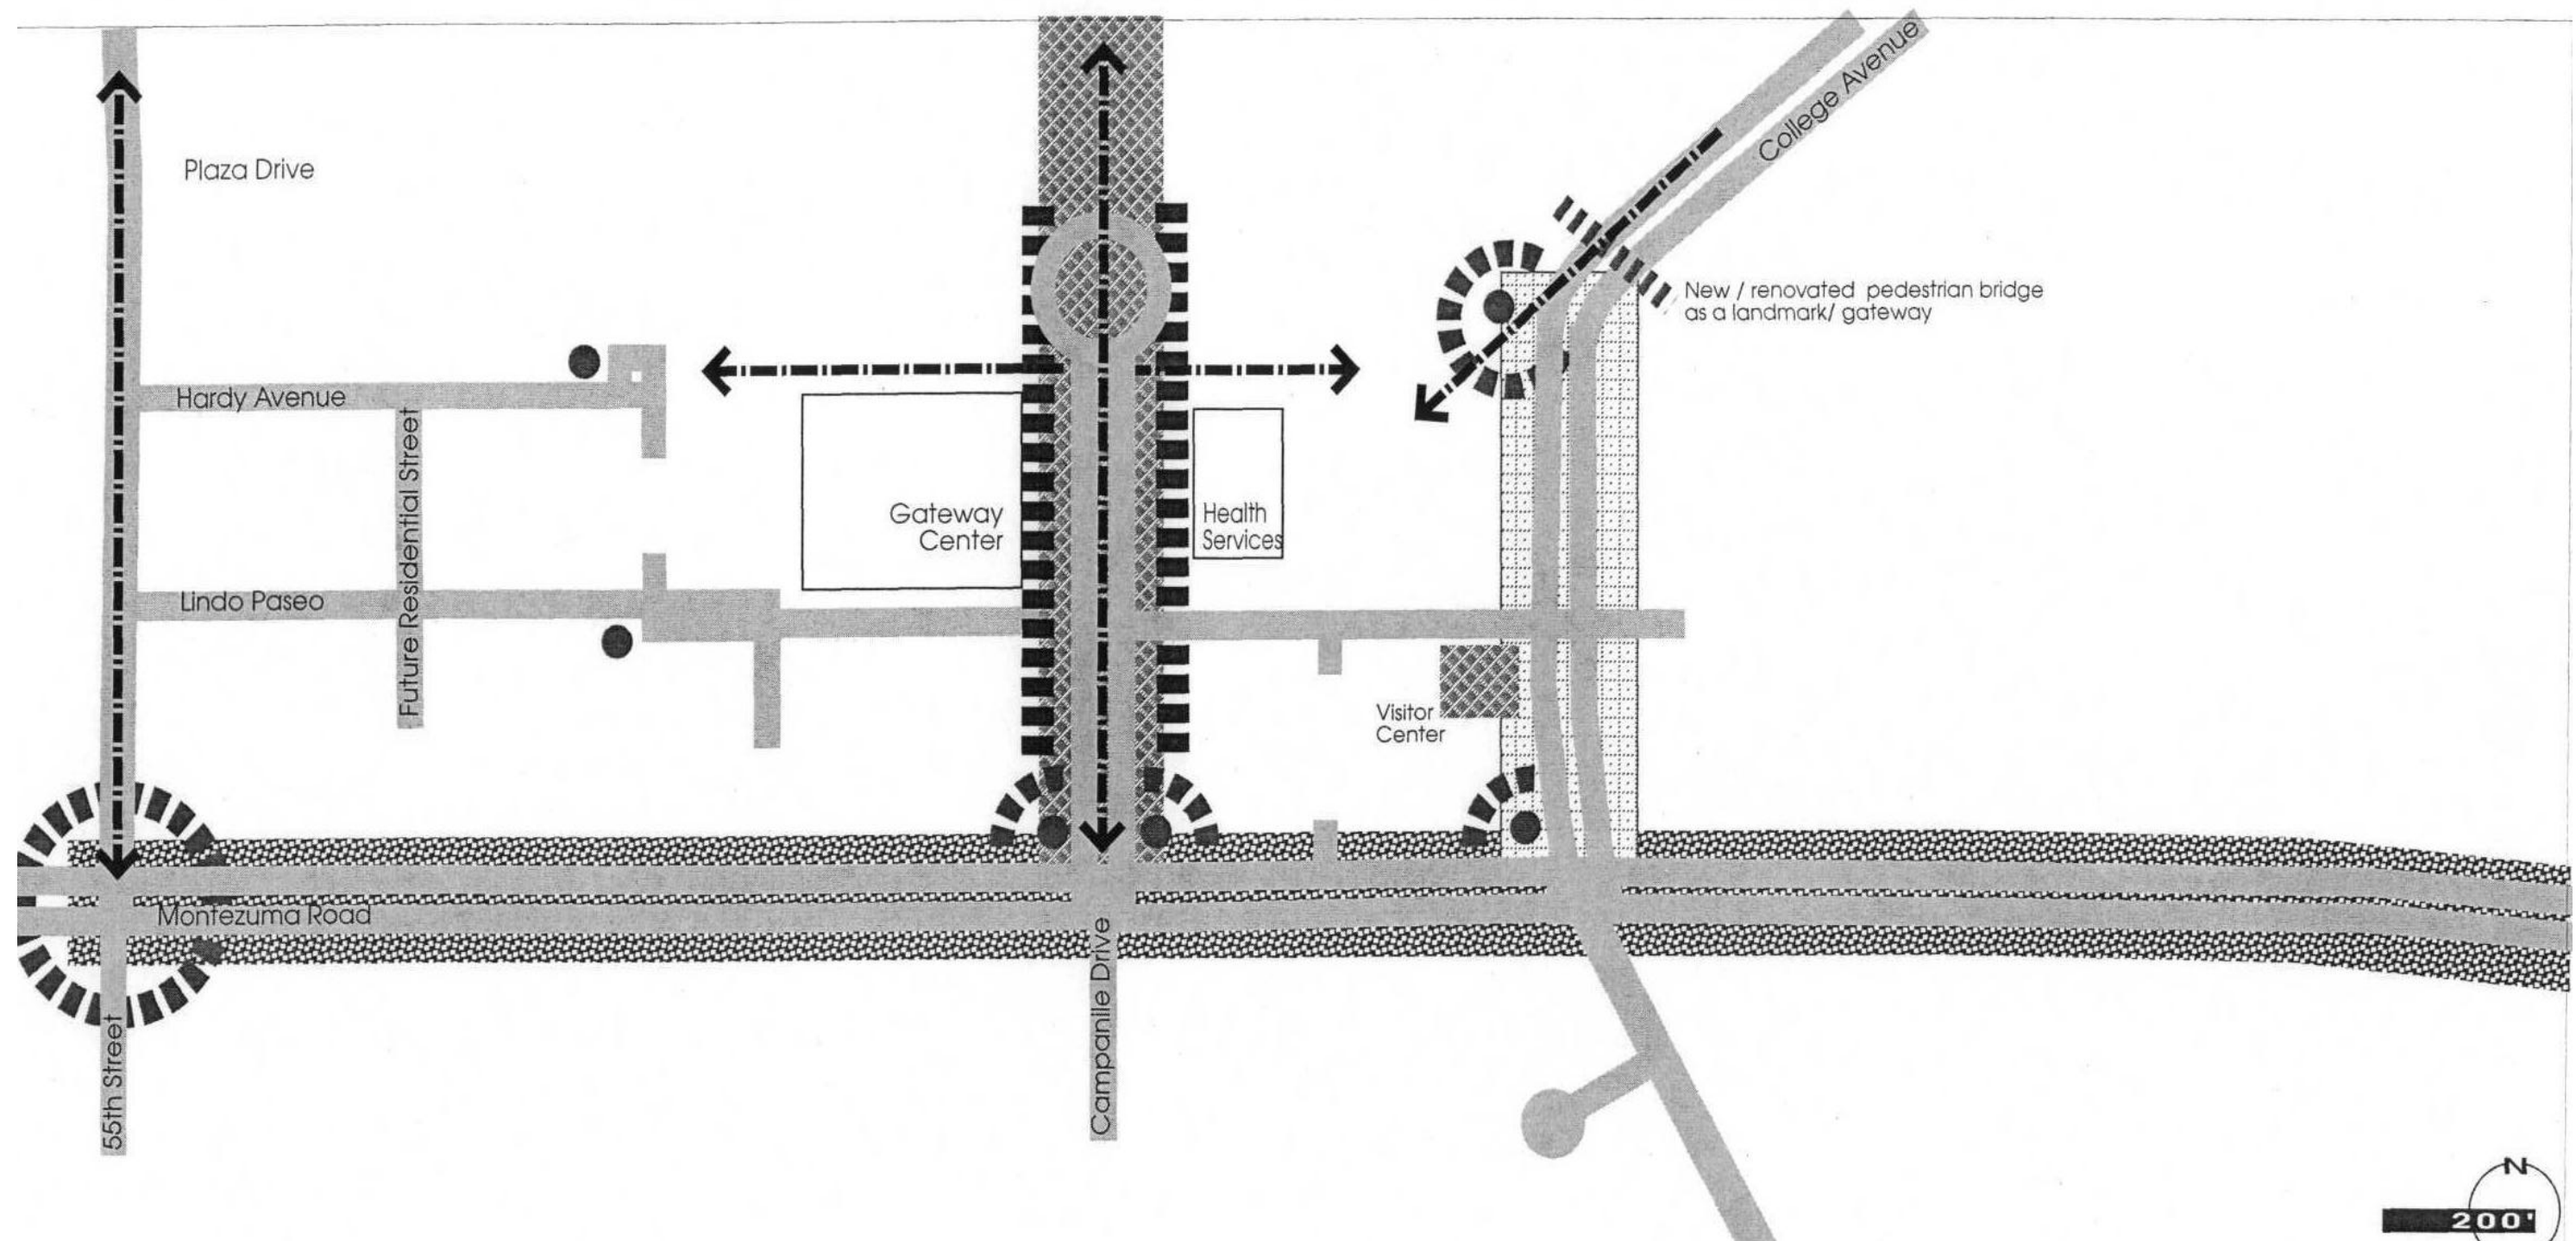 College Avenue
Plaza Drive
New / renovated pedestrian bridge
as a landmark/ gateway
Hardy Avenue
Future Residential Street
Gateway
Center
Health
Services
Lindo Paseo
Visitor
Center
Montezuma Road
55th Street
Campanile Drive
N
200'